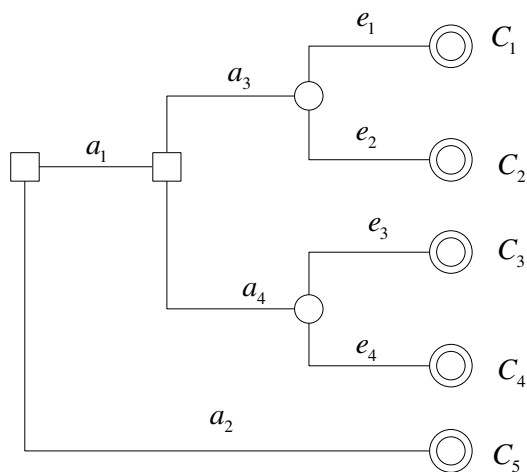 e₁ C₁
a₃
e₂ C₂
a₁
e₃ C₃
a₄
e₄ C₄
a₂
C₅